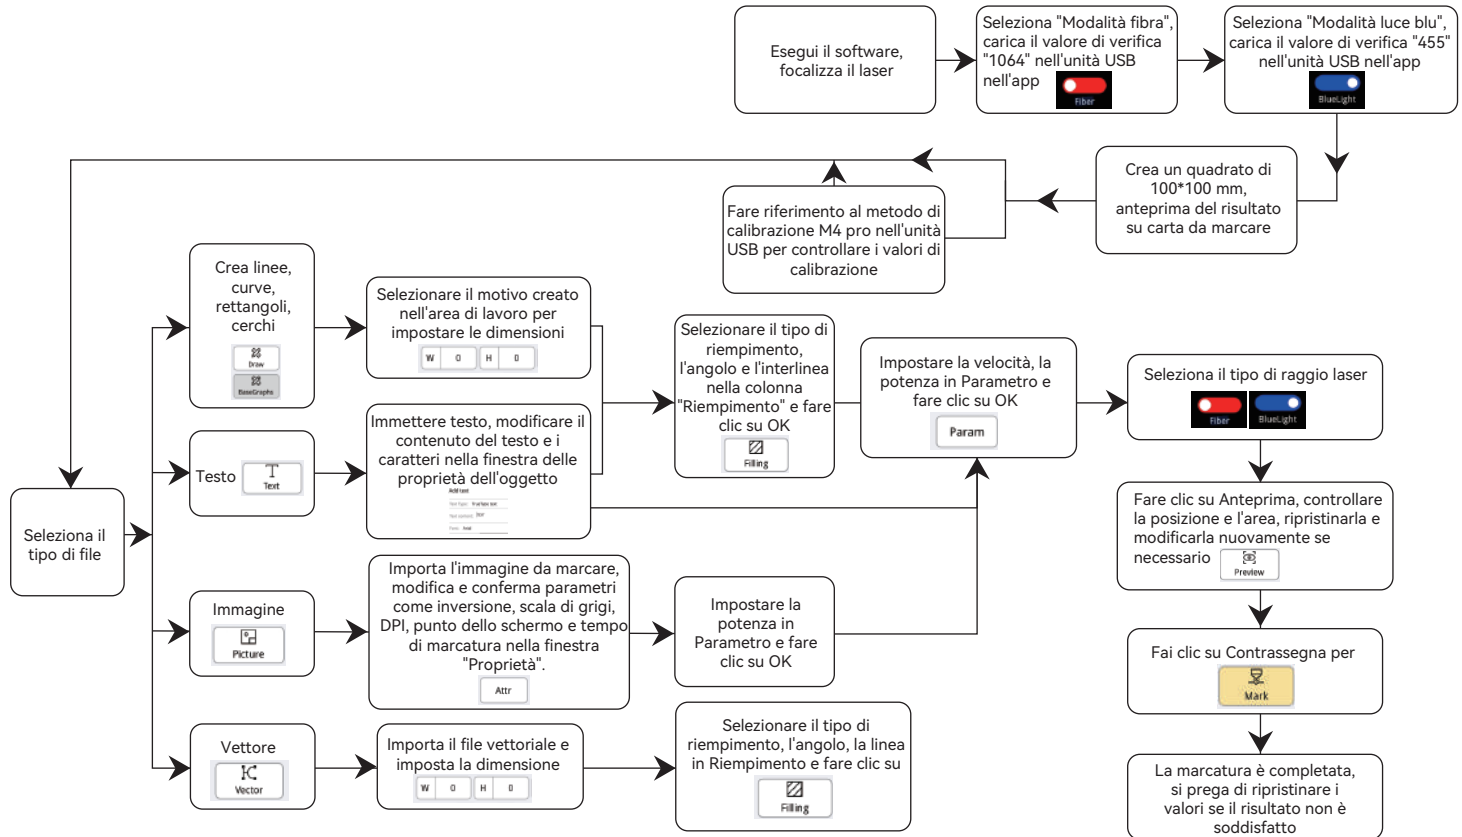 Esegui il software,
focalizza il laser
Seleziona "Modalità fibra",
carica il valore di verifica
"1064" nell'unità USB
nell'app
Fiber
Seleziona "Modalità luce blu",
carica il valore di verifica "455"
nell'unità USB nell'app
BlueLight
Crea un quadrato di
100*100 mm,
anteprima del risultato
su carta da marcare
Fare riferimento al metodo di
calibrazione M4 pro nell'unità
USB per controllare i valori di
calibrazione
Seleziona il
tipo di file
Crea linee,
curve,
rettangoli,
cerchi
Draw
BaseGraphs
Selezionare il motivo creato
nell'area di lavoro per
impostare le dimensioni
W 0 H 0
Testo
Text
Immettere testo, modificare il
contenuto del testo e i
caratteri nella finestra delle
proprietà dell'oggetto
Add text
Immagine
Picture
Importa l'immagine da marcare,
modifica e conferma parametri
come inversione, scala di grigi,
DPI, punto dello schermo e tempo
di marcatura nella finestra
"Proprietà".
Attr
Impostare la
potenza in
Parametro e fare
clic su OK
Vettore
Vector
Importa il file vettoriale e
imposta la dimensione
W 0 H 0
Selezionare il tipo di
riempimento, l'angolo, la linea
in Riempimento e fare clic su
Filling
Selezionare il tipo di
riempimento,
l'angolo e l'interlinea
nella colonna
"Riempimento" e fare
clic su OK
Filling
Impostare la velocità, la
potenza in Parametro e
fare clic su OK
Param
Seleziona il tipo di raggio laser
Fiber BlueLight
Fare clic su Anteprima, controllare
la posizione e l'area, ripristinarla e
modificarla nuovamente se
necessario
Preview
Fai clic su Contrassegna per
Mark
La marcatura è completata,
si prega di ripristinare i
valori se il risultato non è
soddisfatto